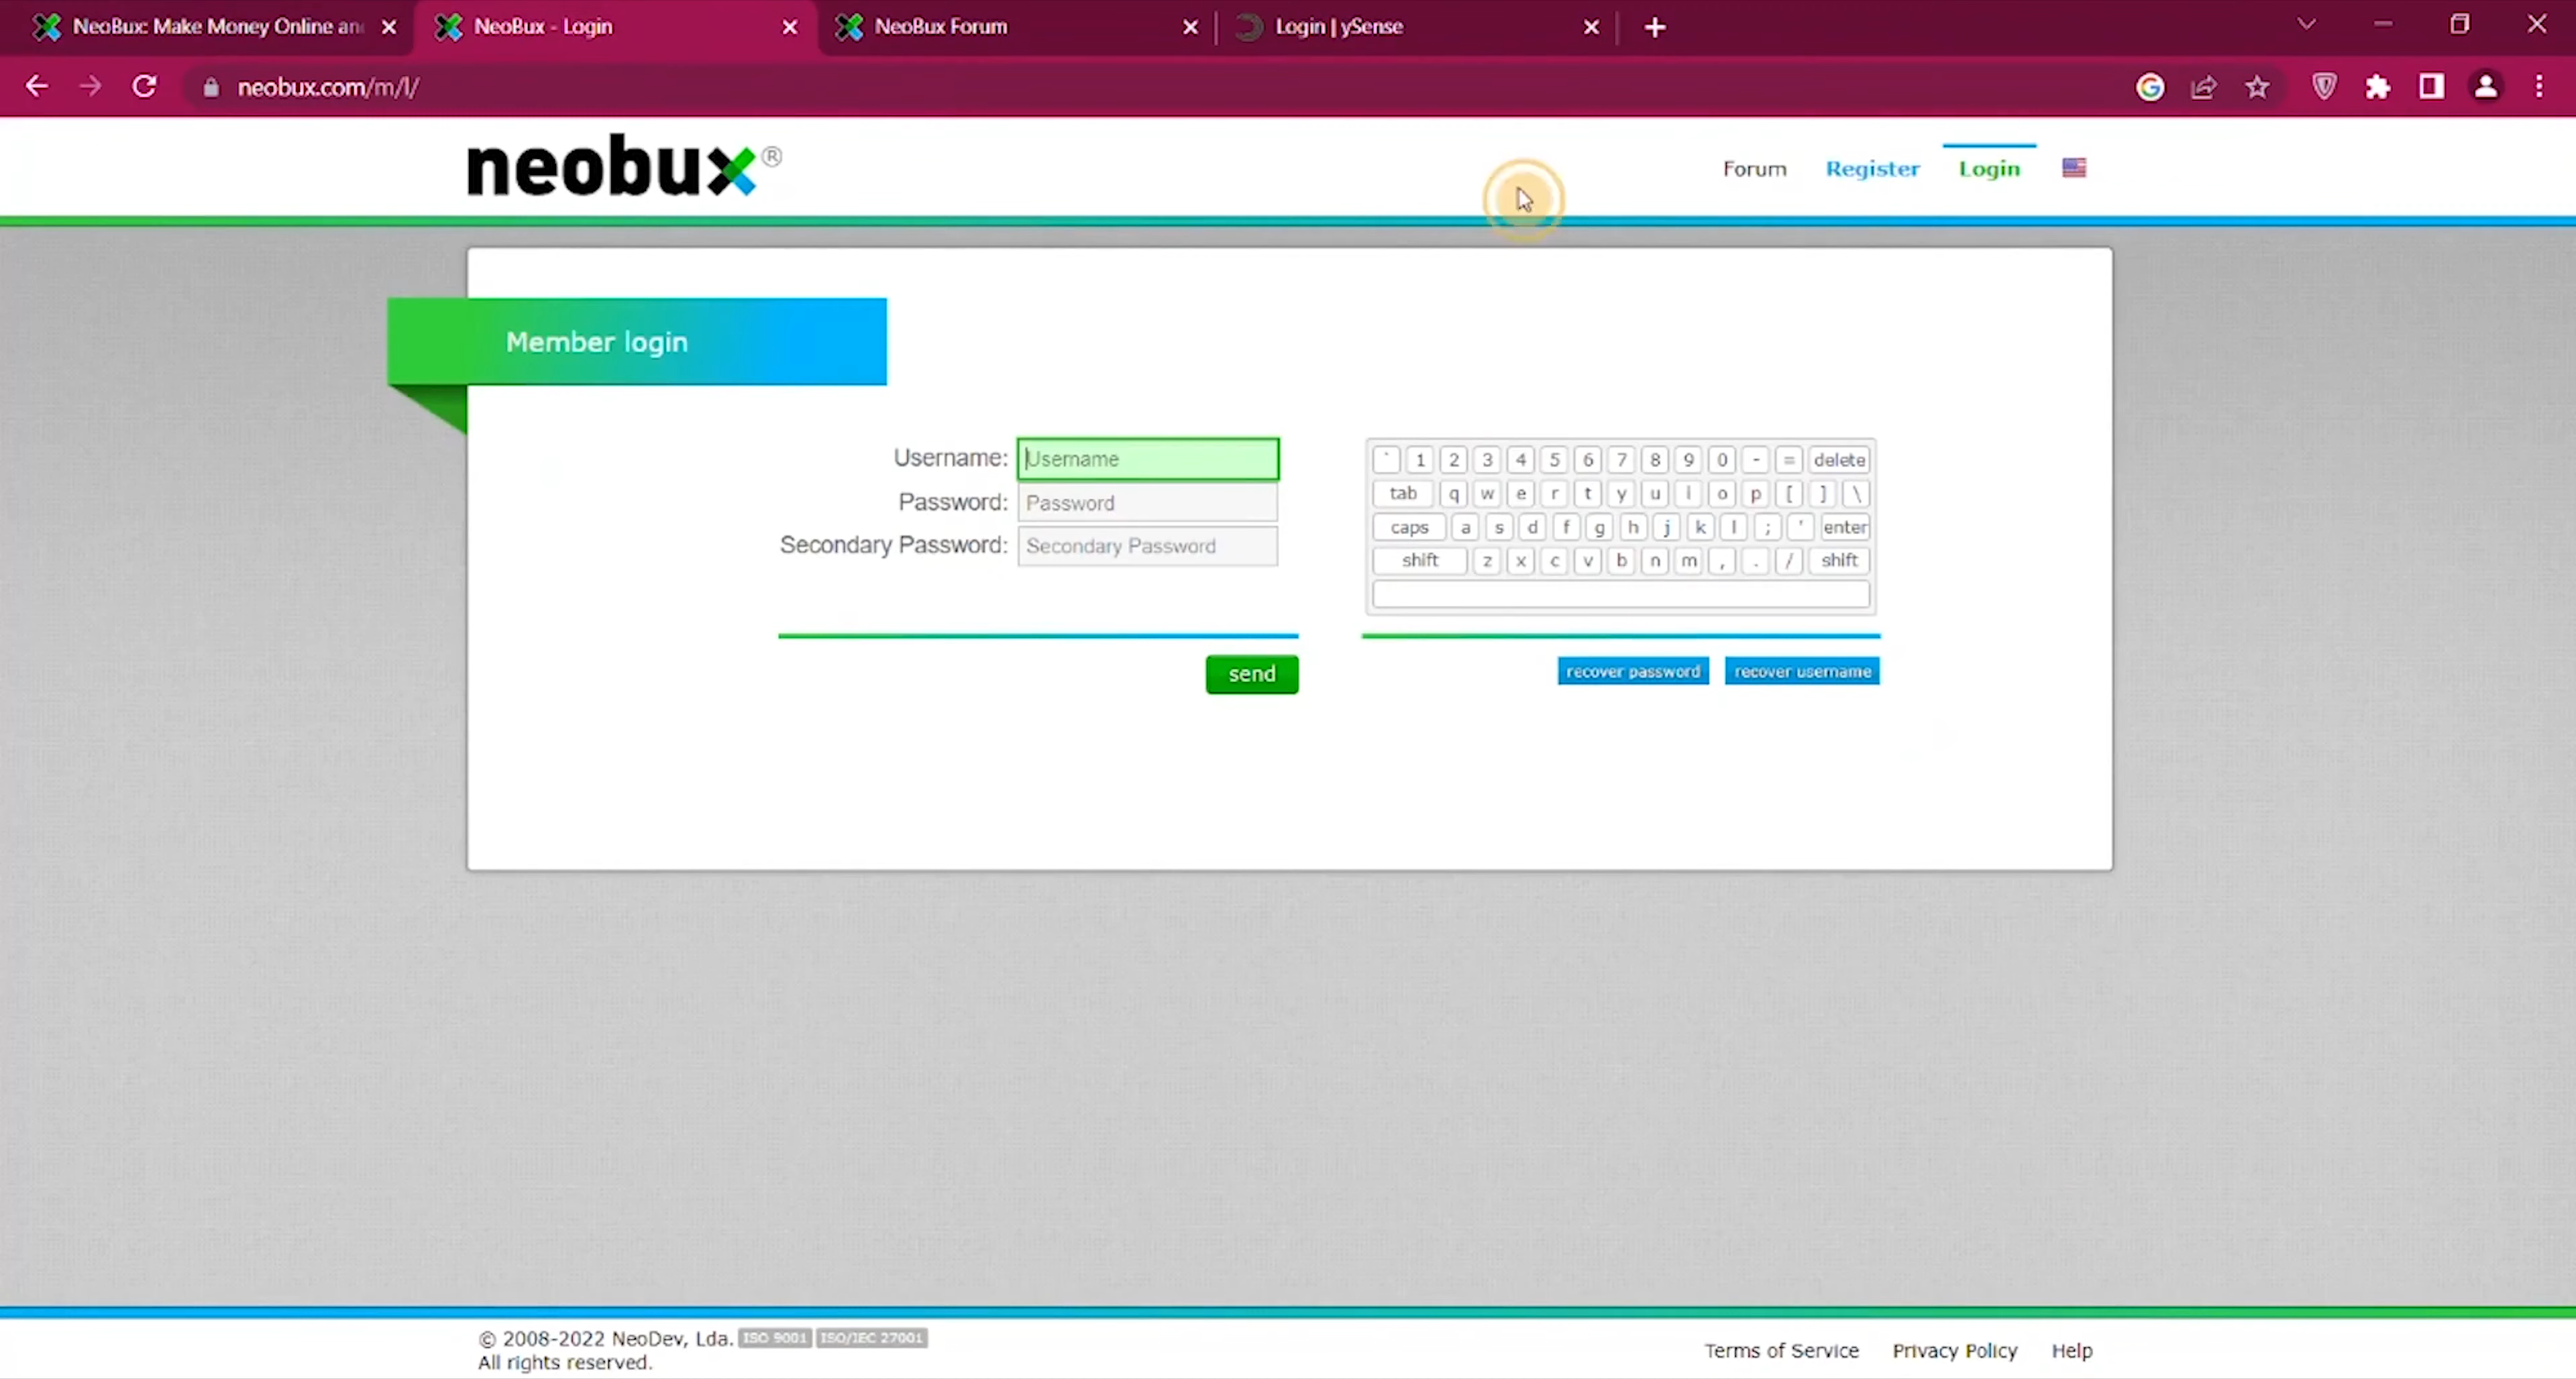 NeoBux: Make Money Online an
NeoBux - Login
NeoBux Forum
Login | ySense
neobux.com/m/l/
neobux®
Forum
Register
Login
Member login
Username:
Username
Password:
Password
Secondary Password:
Secondary Password
` 1 2 3 4 5 6 7 8 9 0 - = delete
tab q w e r t y u i o p [ ] \
caps a s d f g h j k l ; ' enter
shift z x c v b n m , . / shift
send
recover password
recover username
© 2008-2022 NeoDev, Lda. ISO 9001 ISO/IEC 27001
All rights reserved.
Terms of Service
Privacy Policy
Help